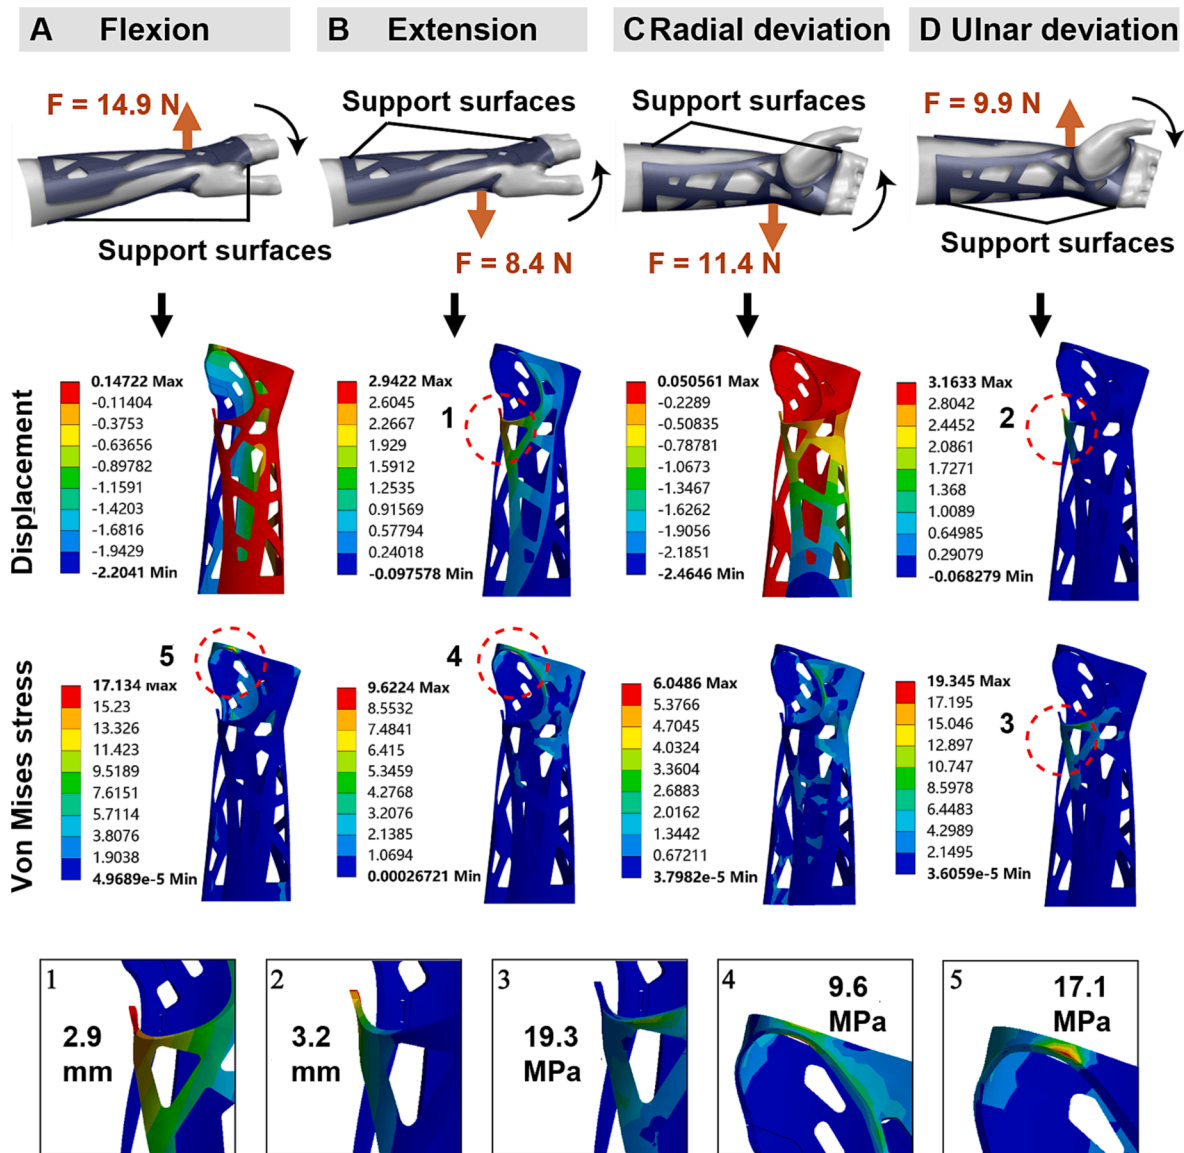 A Flexion
B Extension
C Radial deviation
D Ulnar deviation
F = 14.9 N
Support surfaces
Support surfaces
F = 8.4 N
Support surfaces
F = 11.4 N
F = 9.9 N
Support surfaces
Displacement
0.14722 Max
-0.11404
-0.3753
-0.63656
-0.89782
-1.1591
-1.4203
-1.6816
-1.9429
-2.2041 Min
2.9422 Max
2.6045
2.2667
1.929
1.5912
1.2535
0.91569
0.57794
0.24018
-0.097578 Min
1
0.050561 Max
-0.2289
-0.50835
-0.78781
-1.0673
-1.3467
-1.6262
-1.9056
-2.1851
-2.4646 Min
3.1633 Max
2.8042
2.4452
2.0861
1.7271
1.368
1.0089
0.64985
0.29079
-0.068279 Min
2
Von Mises stress
17.134 Max
15.23
13.326
11.423
9.5189
7.6151
5.7114
3.8076
1.9038
4.9689e-5 Min
5
9.6224 Max
8.5532
7.4841
6.415
5.3459
4.2768
3.2076
2.1385
1.0694
0.00026721 Min
4
6.0486 Max
5.3766
4.7045
4.0324
3.3604
2.6883
2.0162
1.3442
0.67211
3.7982e-5 Min
19.345 Max
17.195
15.046
12.897
10.747
8.5978
6.4483
4.2989
2.1495
3.6059e-5 Min
3
1
2.9
mm
2
3.2
mm
3
19.3
MPa
4
9.6
MPa
5
17.1
MPa